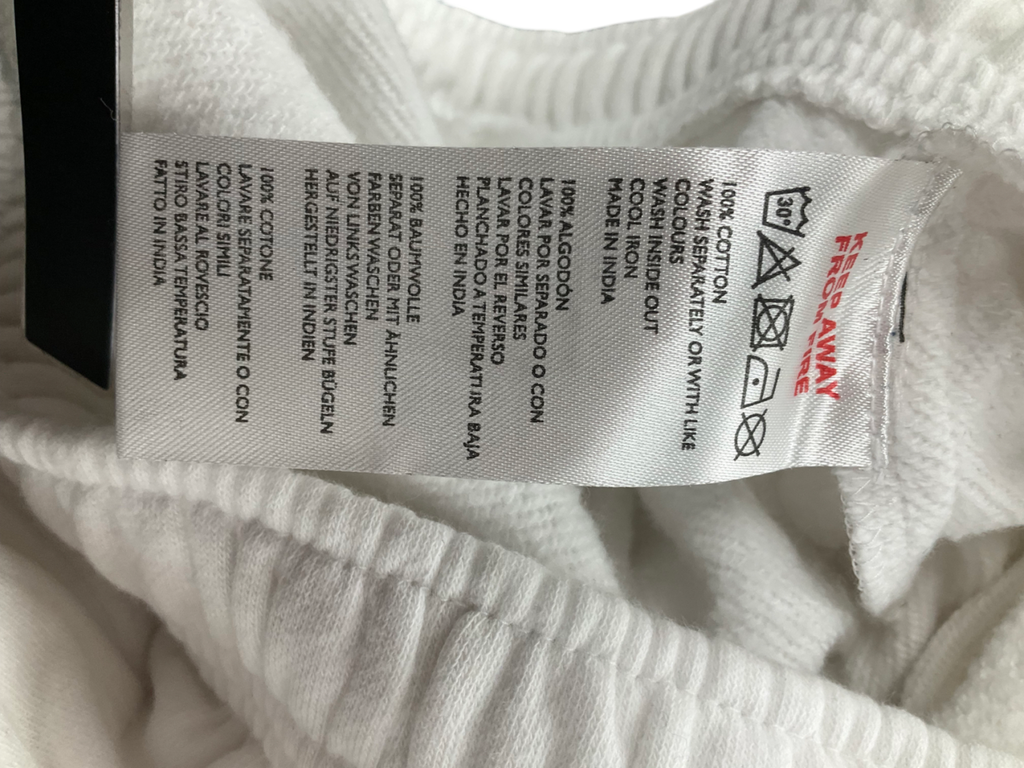 KEEP AWAY
FROM FIRE
30°
100% COTTON
WASH SEPARATELY OR WITH LIKE
COLOURS
WASH INSIDE OUT
COOL IRON
MADE IN INDIA
100% ALGODÓN
LAVAR POR SEPARADO O CON
COLORES SIMILARES
LAVAR POR EL REVERSO
PLANCHADO A TEMPERATURA BAJA
HECHO EN INDIA
100% BAUMWOLLE
SEPARAT ODER MIT ÄHNLICHEN
FARBEN WASCHEN
VON LINKS WASCHEN
AUF NIEDRIGSTER STUFE BÜGELN
HERGESTELLT IN INDIEN
100% COTONE
LAVARE SEPARATAMENTE O CON
COLORI SIMILI
LAVARE AL ROVESCIO
STIRO BASSA TEMPERATURA
FATTO IN INDIA